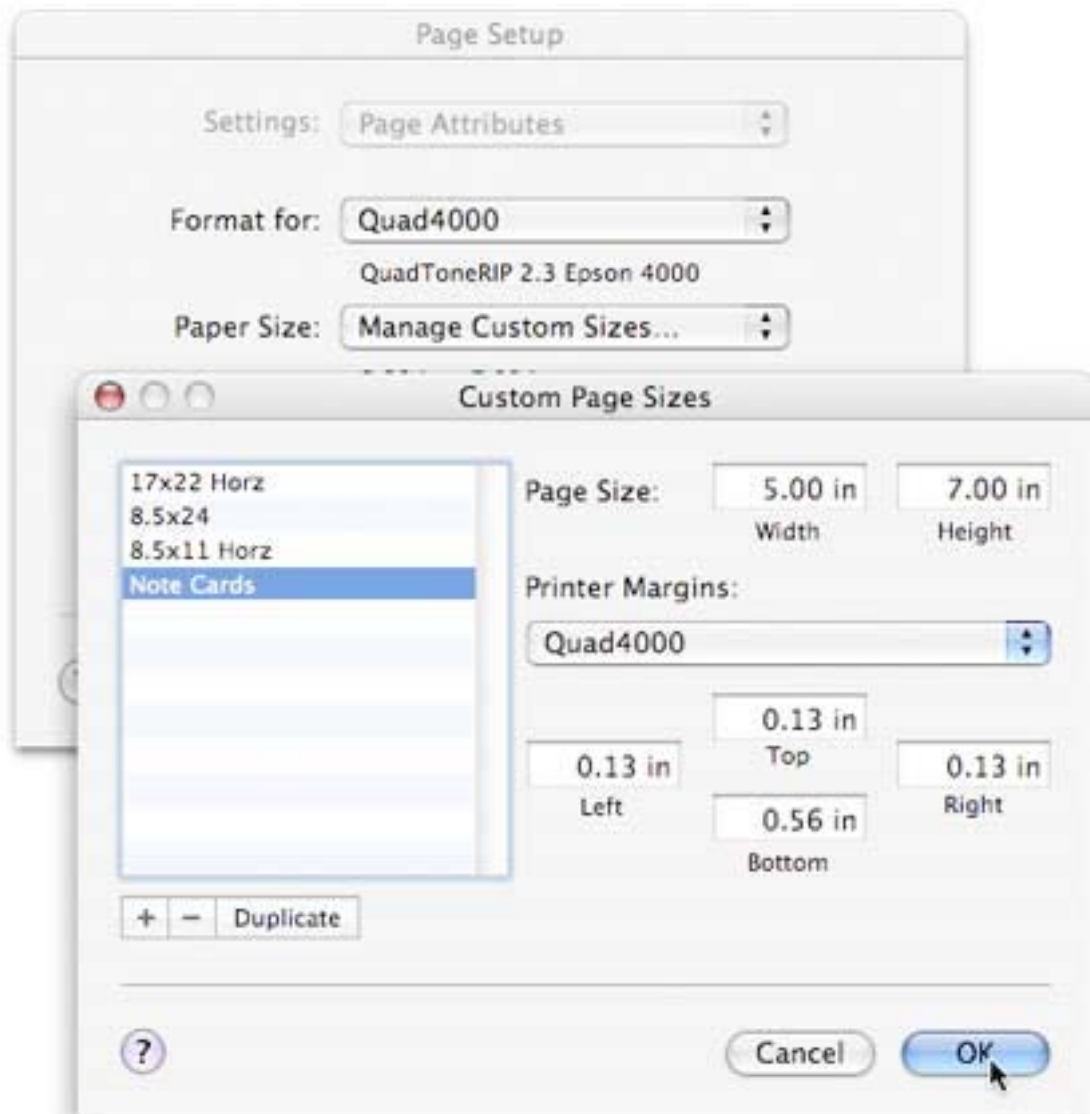 Page Setup
Settings: Page Attributes
Format for: Quad4000
QuadToneRIP 2.3 Epson 4000
Paper Size: Manage Custom Sizes...
Custom Page Sizes
17x22 Horz
8.5x24
8.5x11 Horz
Note Cards
+ − Duplicate
Page Size: 5.00 in 7.00 in
Width Height
Printer Margins:
Quad4000
0.13 in
Top
0.13 in 0.13 in
Left Right
0.56 in
Bottom
? Cancel OK